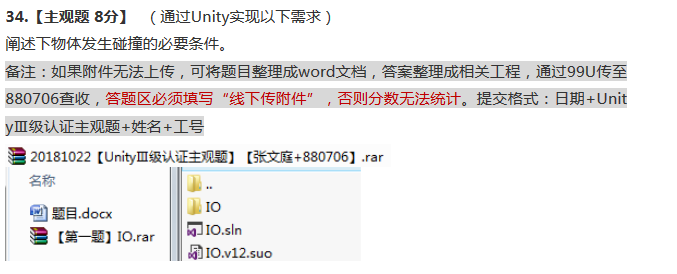 34.【主观题 8分】 （通过Unity实现以下需求）
阐述下物体发生碰撞的必要条件。
备注：如果附件无法上传，可将题目整理成word文档，答案整理成相关工程，通过99U传至
880706查收，答题区必须填写“线下传附件”，否则分数无法统计。提交格式：日期+Unit
yⅢ级认证主观题+姓名+工号
20181022【UnityⅢ级认证主观题】【张文庭+880706】.rar
名称
题目.docx
【第一题】IO.rar
..
IO
IO.sln
IO.v12.suo